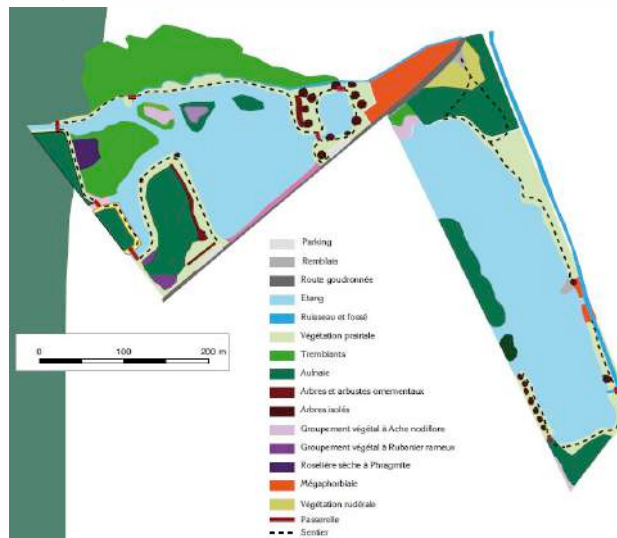 Parking
Remblais
Route goudronnée
Etang
Ruisseau et fossé
Végétation prairiale
Tremblants
Aulnaie
Arbres et arbustes ornementaux
Arbres isolés
Groupement végétal à Ache nodiflore
Groupement végétal à Rubanier rameux
Roselière sèche à Phragmite
Mégaphorbiaie
Végétation rudérale
Passerelle
Sentier
0 100 200 m